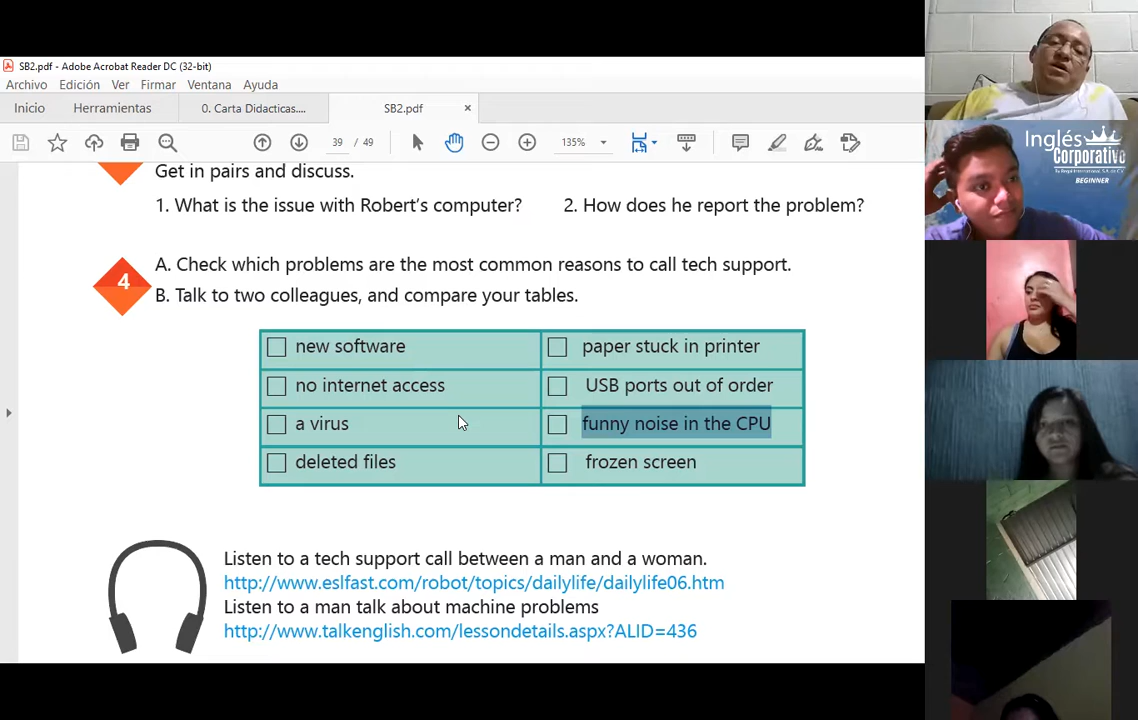 SB2.pdf - Adobe Acrobat Reader DC (32-bit)
Archivo Edición Ver Firmar Ventana Ayuda
Inicio Herramientas 0. Carta Didacticas.... SB2.pdf ×
39 / 49 135%
Get in pairs and discuss.
1. What is the issue with Robert's computer? 2. How does he report the problem?
4
A. Check which problems are the most common reasons to call tech support.
B. Talk to two colleagues, and compare your tables.
new software paper stuck in printer
no internet access USB ports out of order
a virus funny noise in the CPU
deleted files frozen screen
Listen to a tech support call between a man and a woman.
http://www.eslfast.com/robot/topics/dailylife/dailylife06.htm
Listen to a man talk about machine problems
http://www.talkenglish.com/lessondetails.aspx?ALID=436
Inglés
Corporativo
BEGINNER